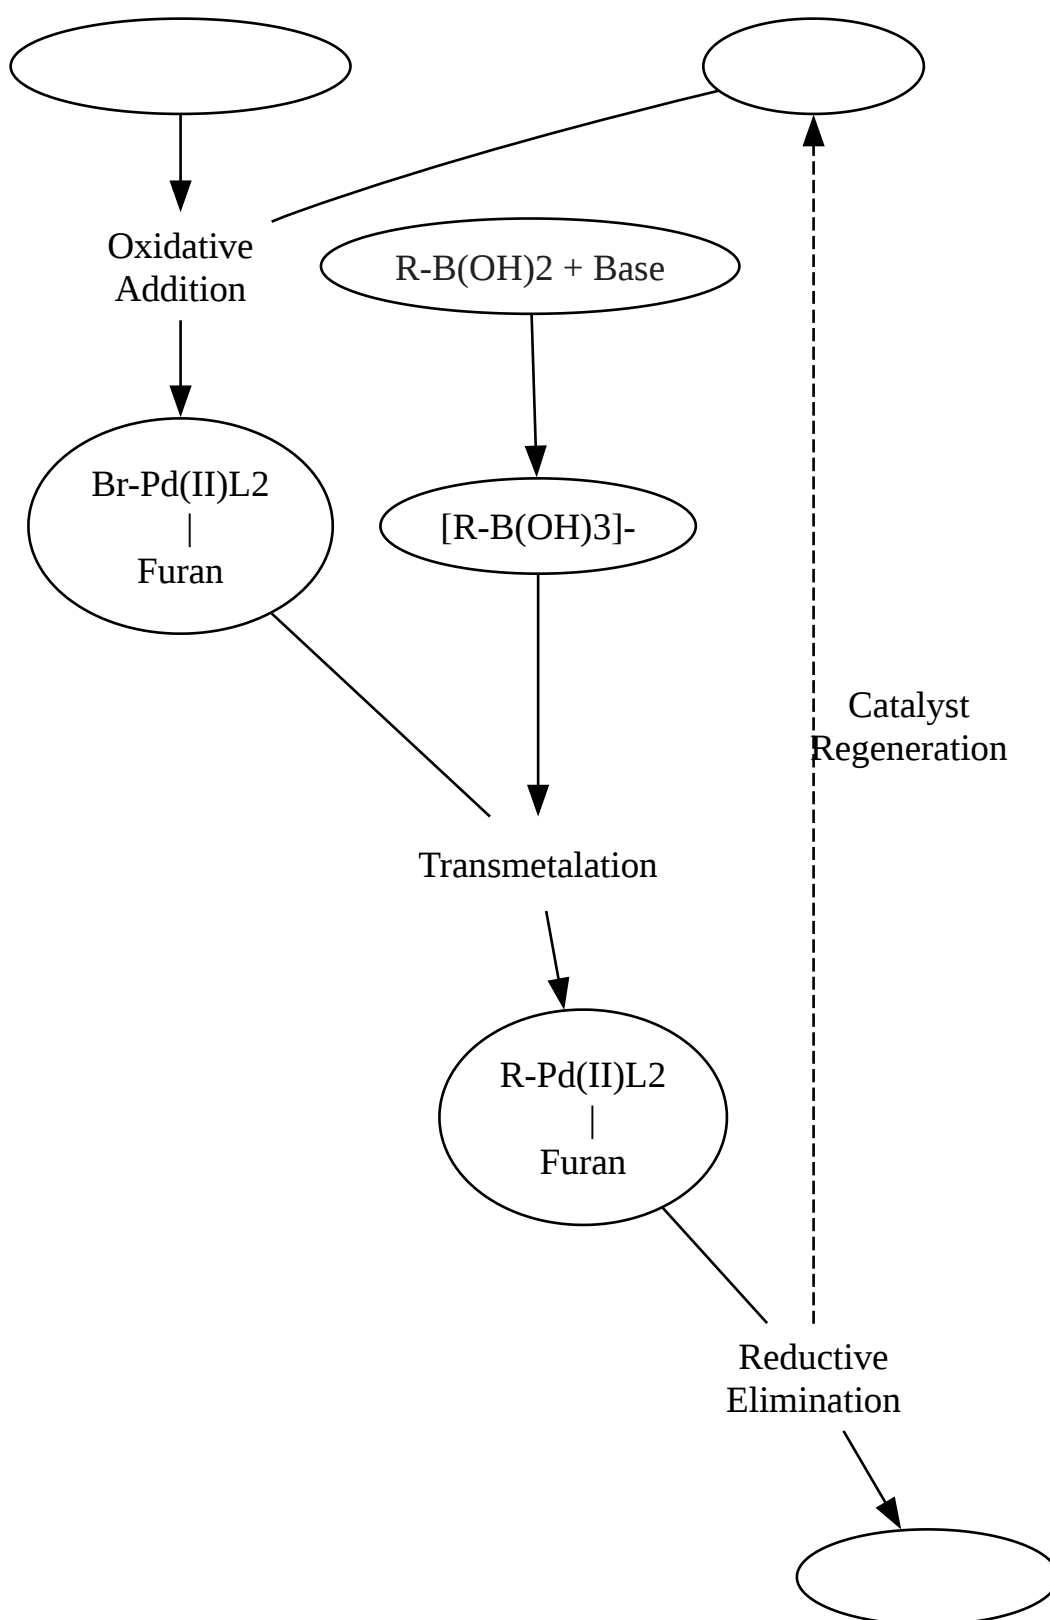 Oxidative
Addition
R-B(OH)2 + Base
Br-Pd(II)L2
|
Furan
[R-B(OH)3]-
Catalyst
Regeneration
Transmetalation
R-Pd(II)L2
|
Furan
Reductive
Elimination